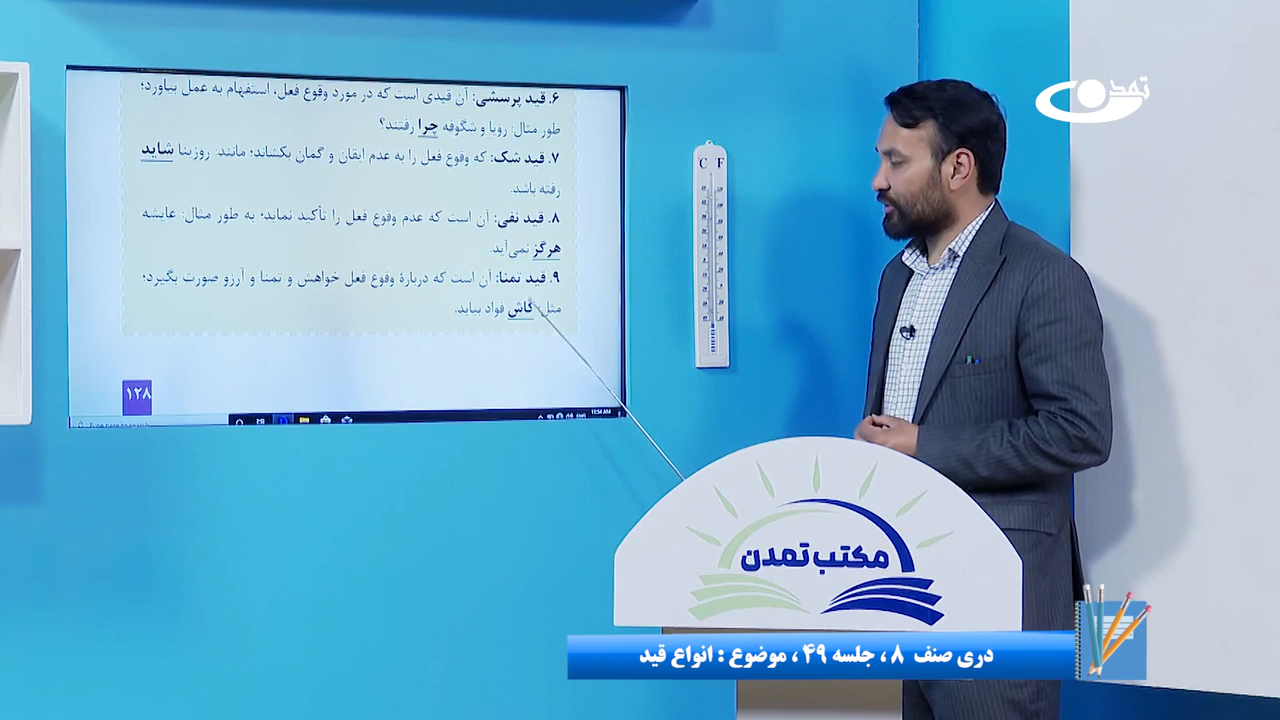 ۶. قید پرسشی: آن قیدی است که در مورد وقوع فعل، استفهام به عمل بیاورد؛
طور مثال: رویا و شگوفه چرا رفتند؟
۷. قید شک: که وقوع فعل را به عدم ایقان و گمان بکشاند؛ مانند: روزینا شاید
رفته باشد.
۸. قید نفی: آن است که عدم وقوع فعل را تأکید نماید؛ به طور مثال: عایشه
هرگز نمی‌آید.
۹. قید تمنا: آن است که دربارهٔ وقوع فعل خواهش و تمنا و آرزو صورت بگیرد؛
مثل: کاش فواد بیاید.
۱۲۸
10:54 AM
C F
تمدن
مکتب تمدن
دری صنف ۸، جلسه ۴۹، موضوع : انواع قید